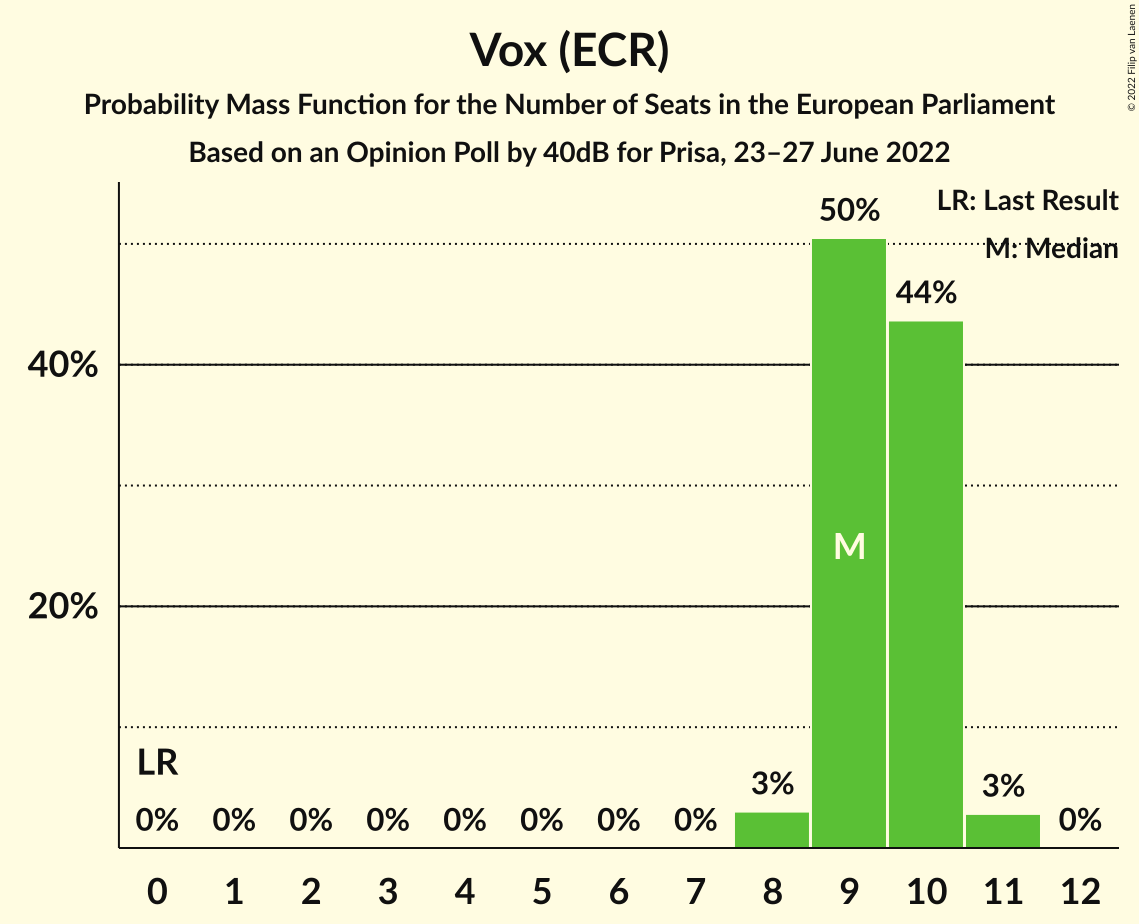 Vox (ECR)
Probability Mass Function for the Number of Seats in the European Parliament
Based on an Opinion Poll by 40dB for Prisa, 23–27 June 2022
© 2022 Filip van Laenen
LR: Last Result
M: Median
50%
44%
40%
M
20%
LR
0% 0% 0% 0% 0% 0% 0% 0% 3% 3% 0%
0 1 2 3 4 5 6 7 8 9 10 11 12